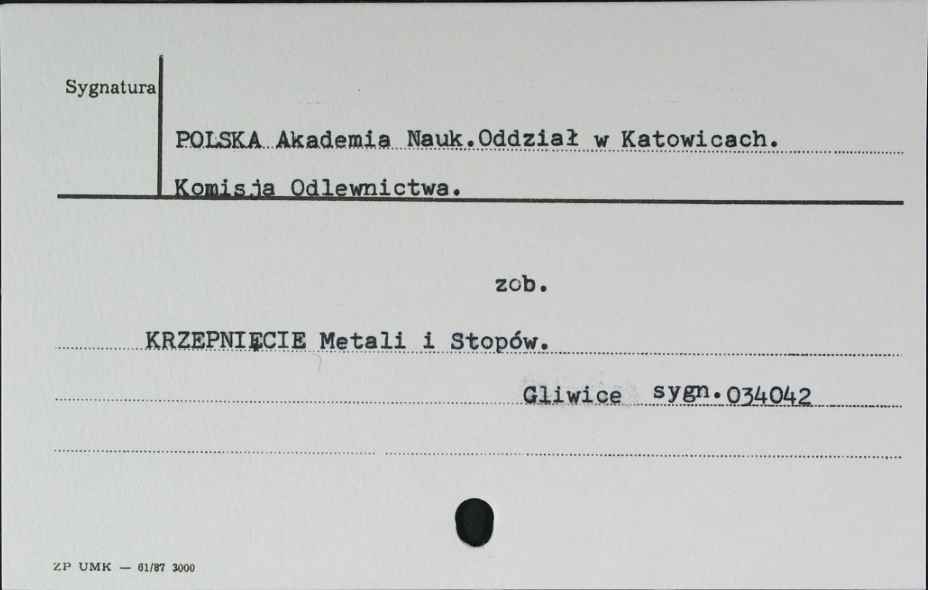 Sygnatura
POLSKA Akademia Nauk.Oddział w Katowicach.
Komisja Odlewnictwa.
zob.
KRZEPNIĘCIE Metali i Stopów.
Gliwice sygn.034042
ZP UMK — 61/87 3000